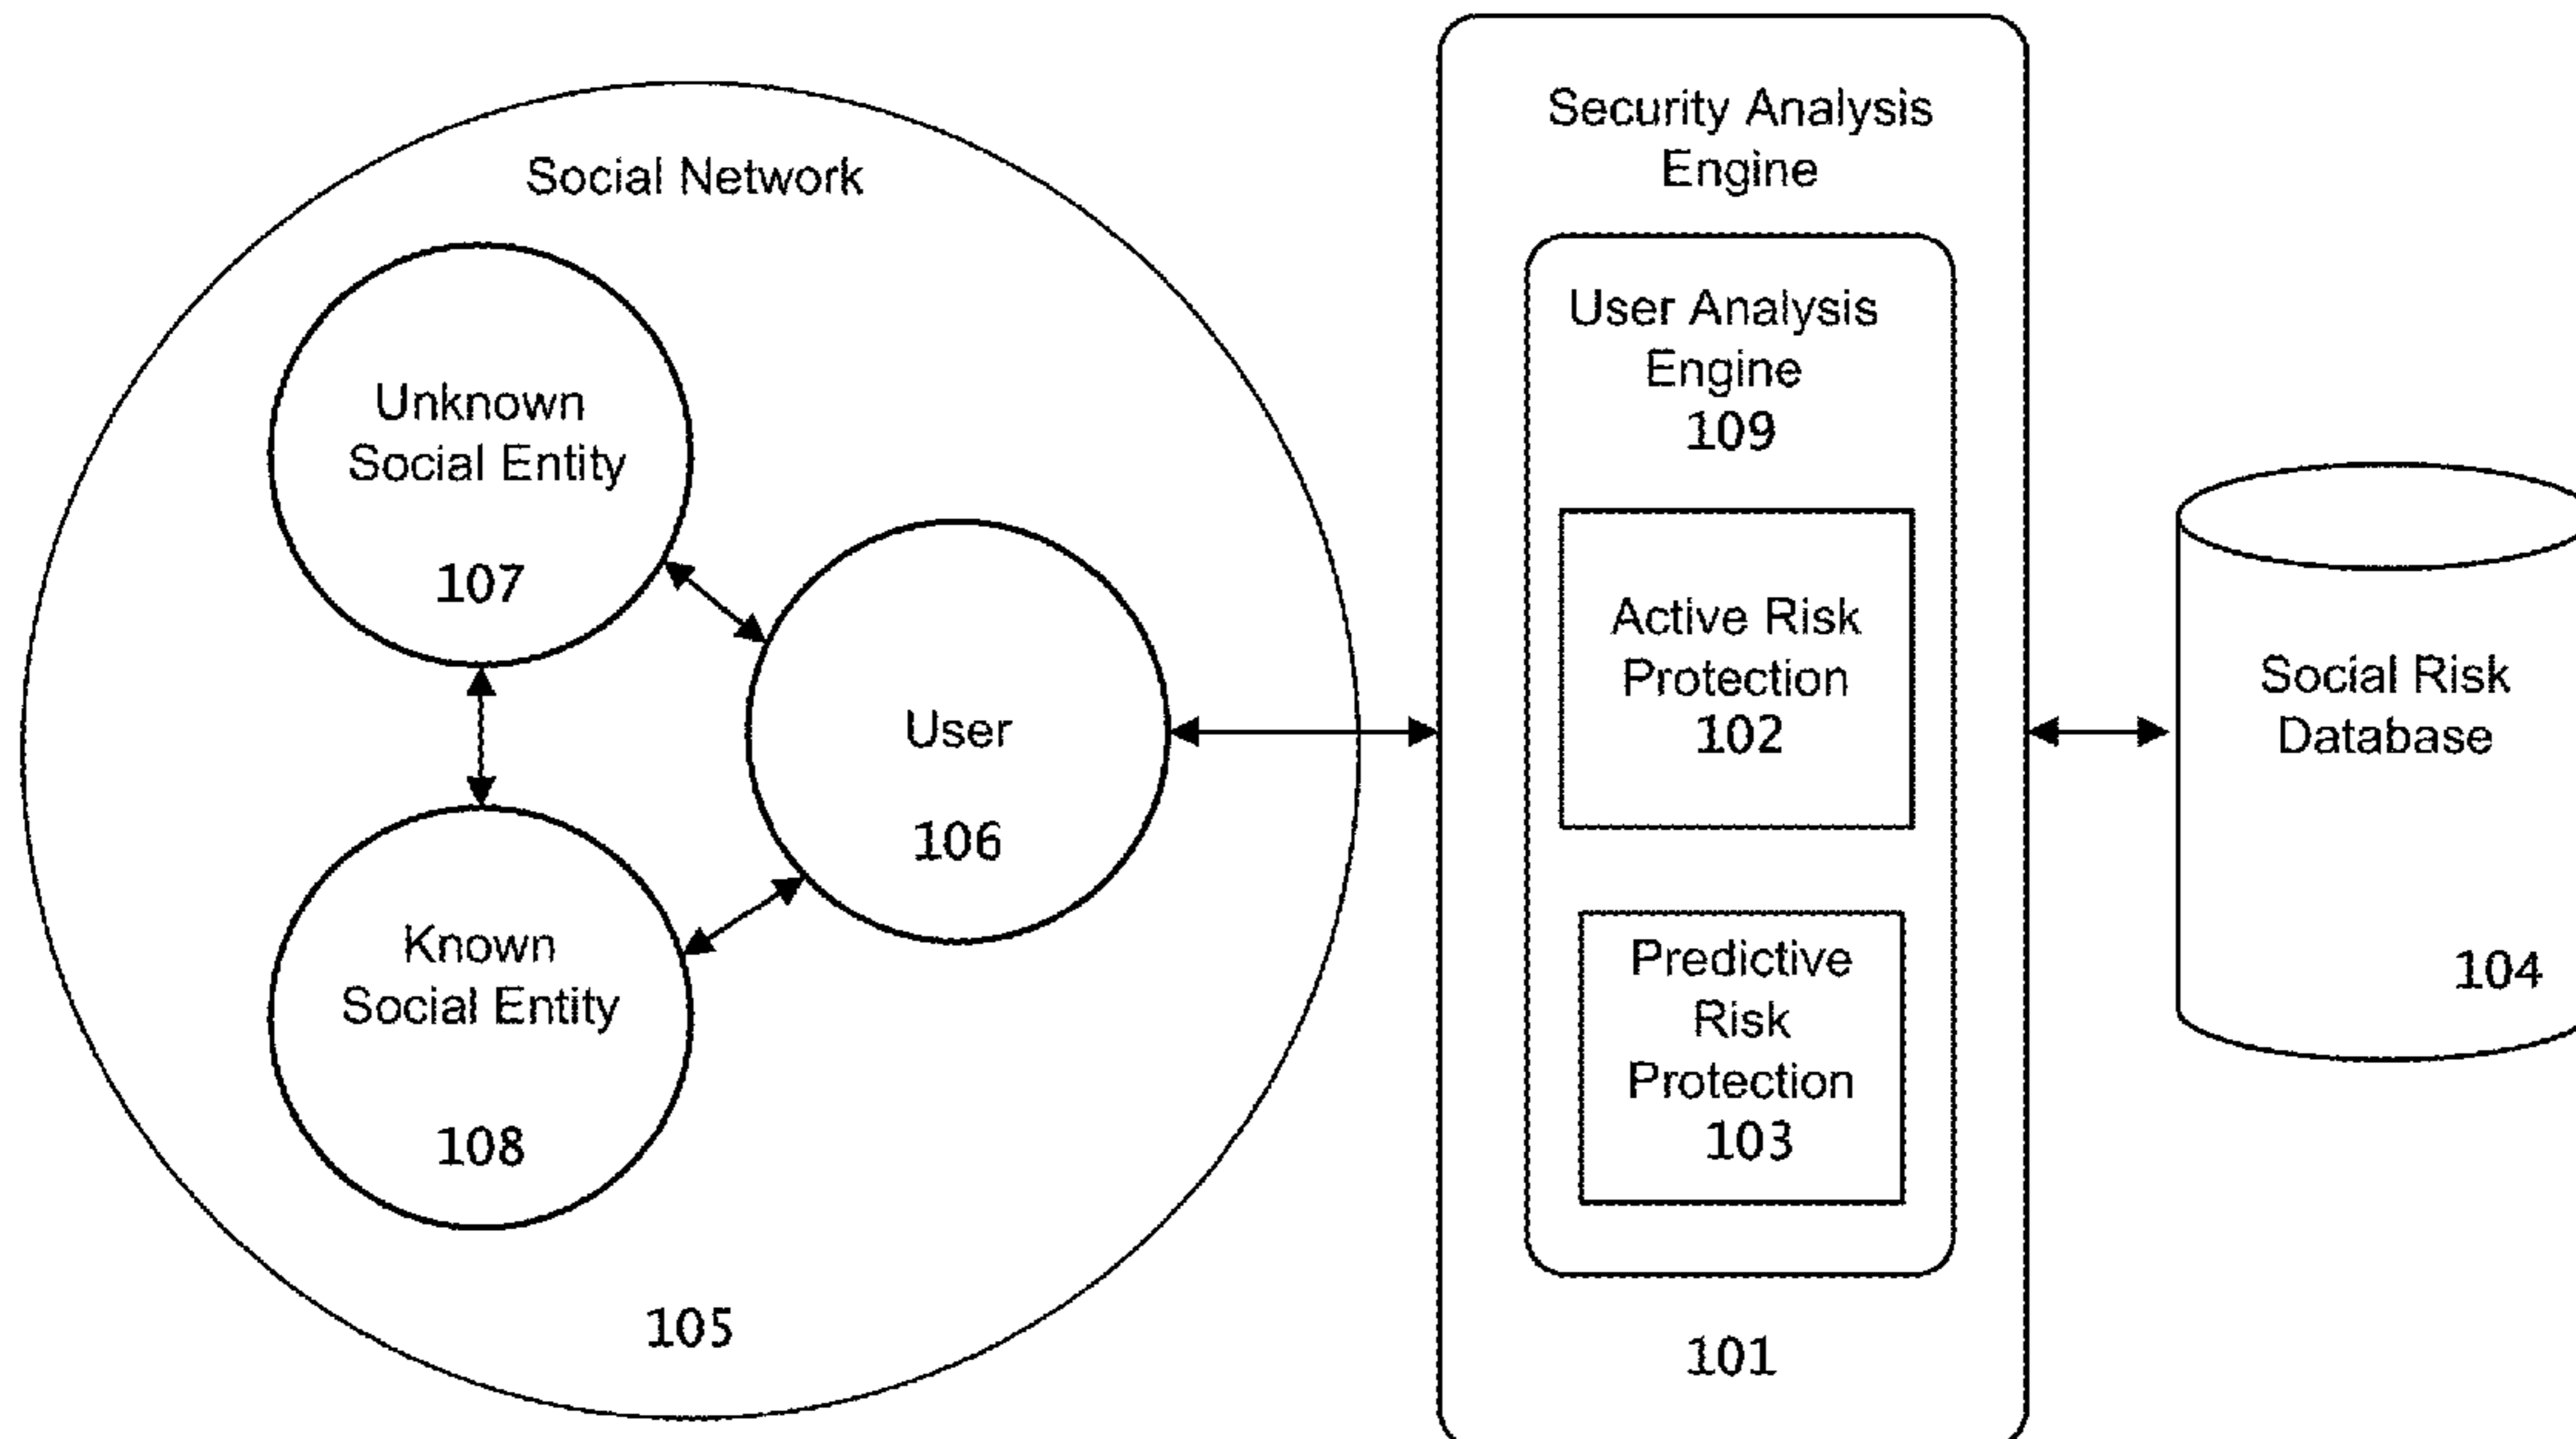 Social Network
Unknown
Social Entity
107
User
106
Known
Social Entity
108
105
Security Analysis
Engine
User Analysis
Engine
109
Active Risk
Protection
102
Predictive
Risk
Protection
103
101
Social Risk
Database
104